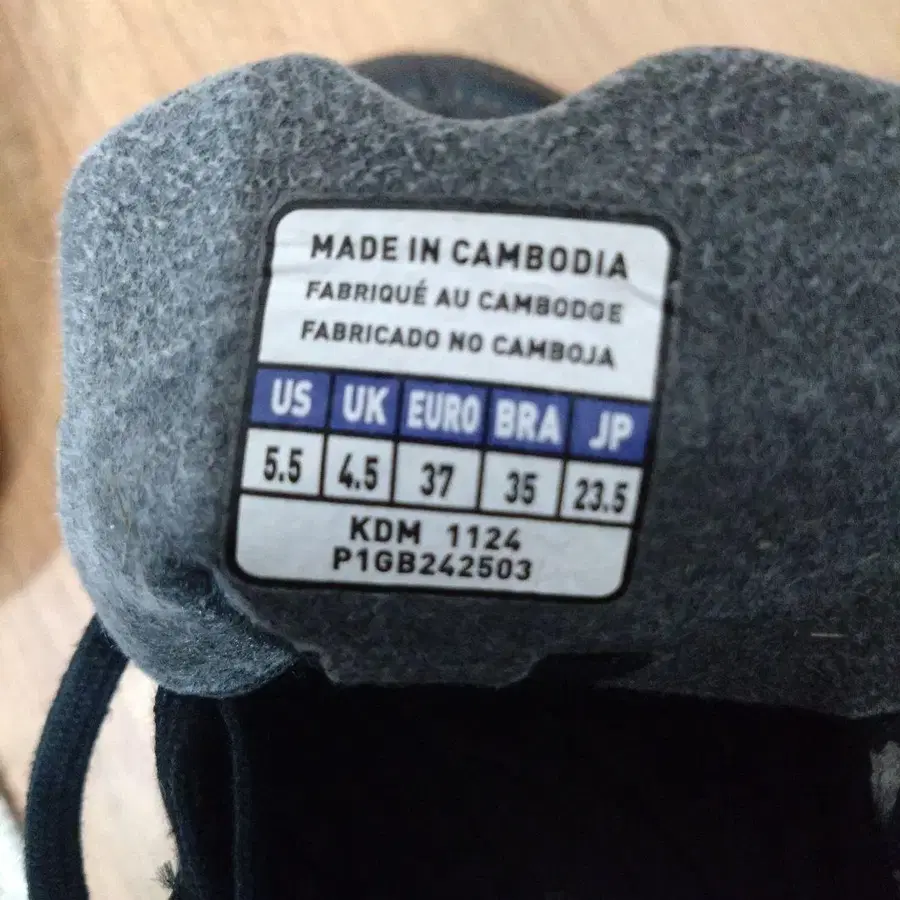 MADE IN CAMBODIA
FABRIQUÉ AU CAMBODGE
FABRICADO NO CAMBOJA
US UK EURO BRA JP
5.5 4.5 37 35 23.5
KDM 1124
P1GB242503